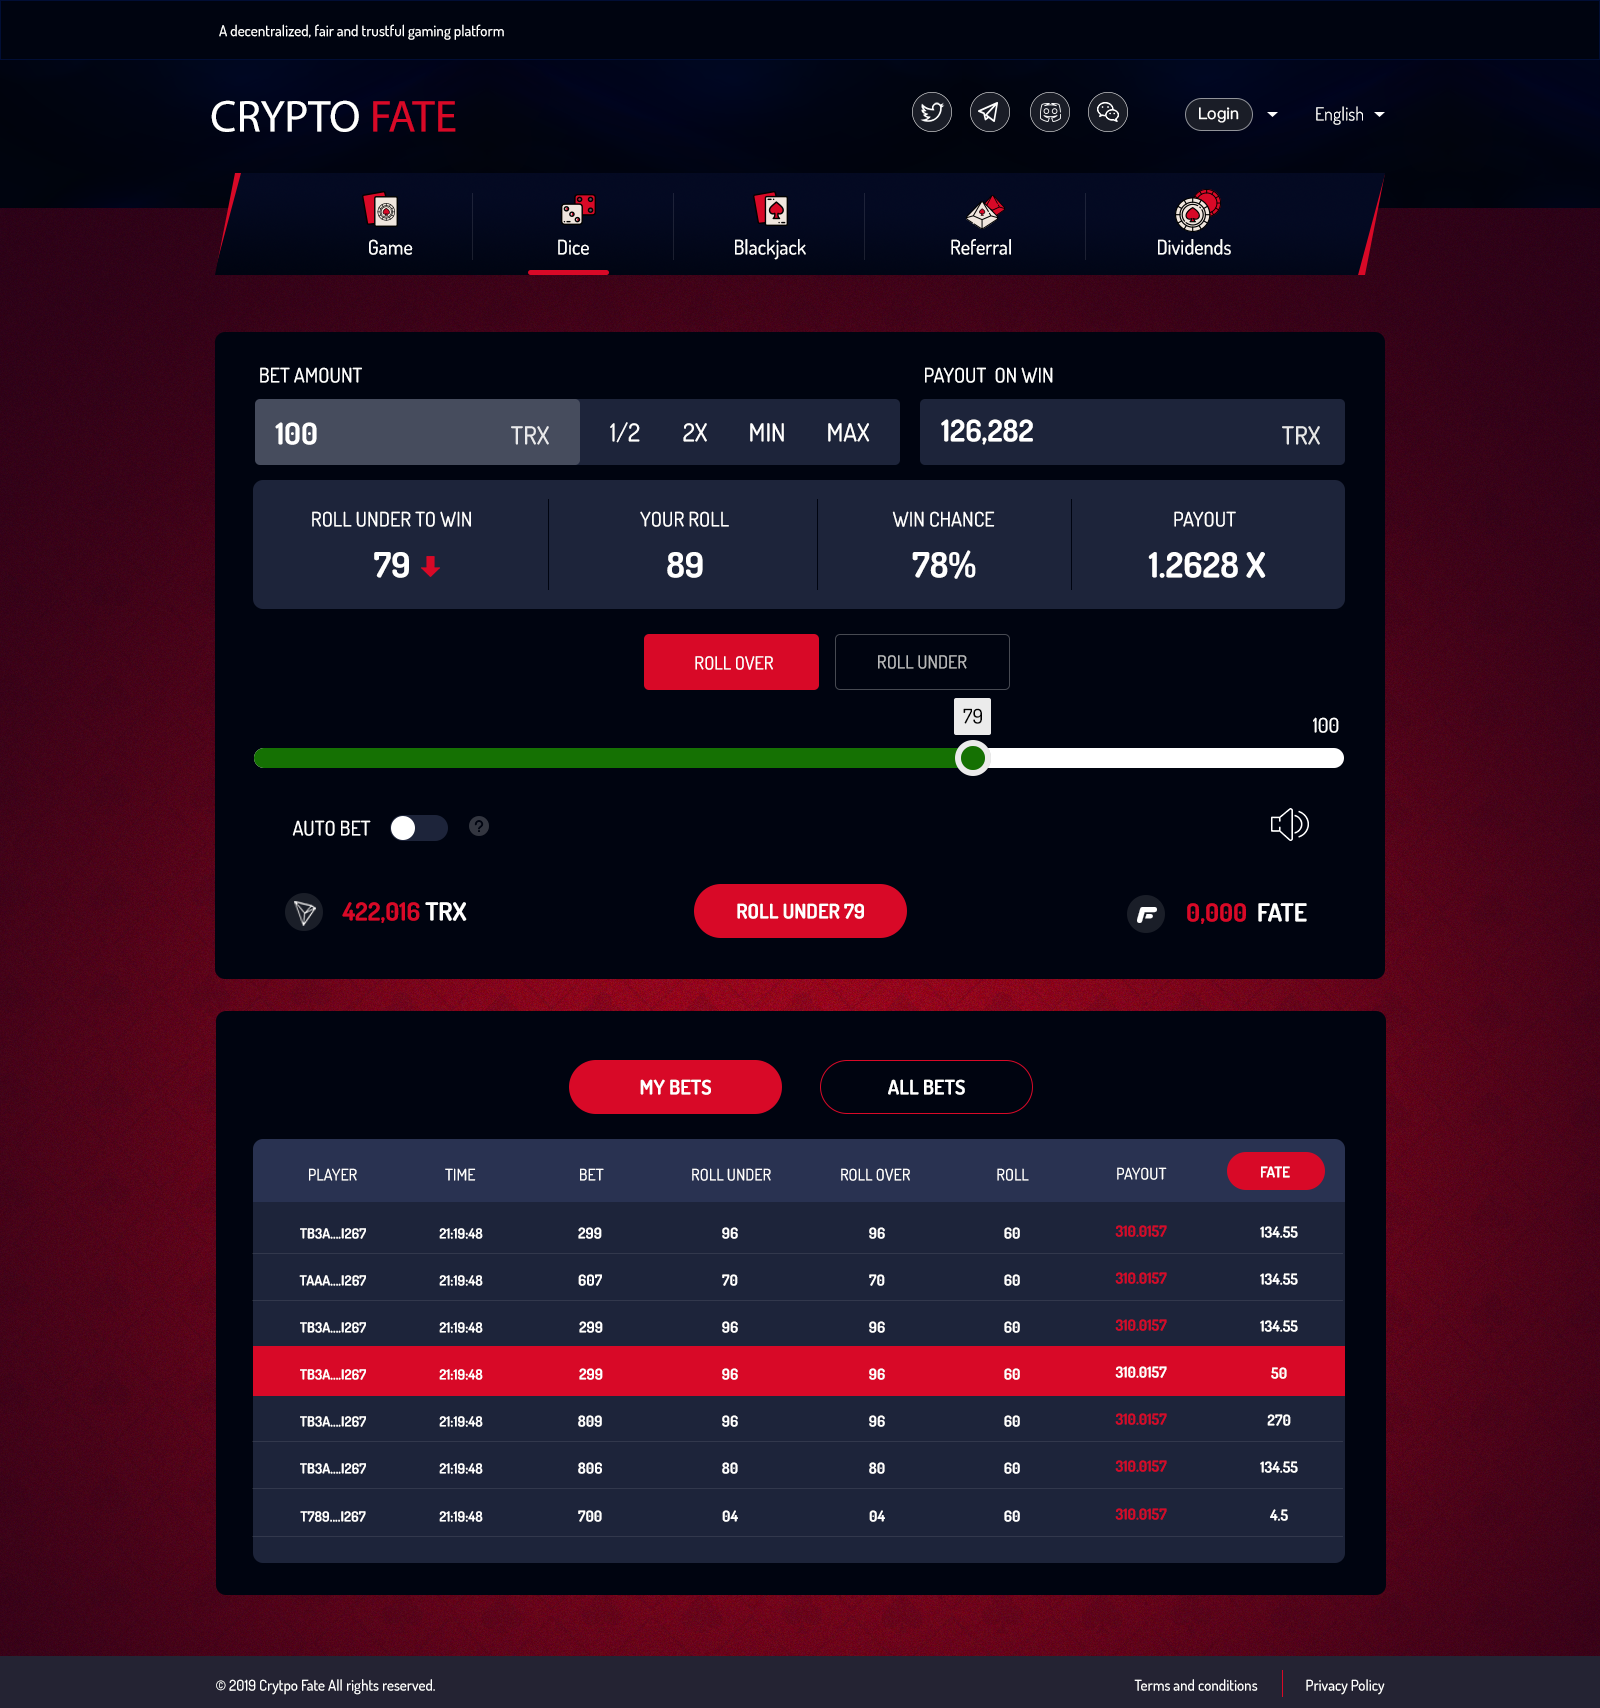 A decentralized, fair and trustful gaming platform
CRYPTO FATE
Login
English
Game
Dice
Blackjack
Referral
Dividends
BET AMOUNT
PAYOUT ON WIN
100 TRX 1/2 2X MIN MAX
126,282 TRX
ROLL UNDER TO WIN YOUR ROLL WIN CHANCE PAYOUT
79 89 78% 1.2628 X
ROLL OVER ROLL UNDER
79
100
AUTO BET ?
422,016 TRX
ROLL UNDER 79
0,000 FATE
MY BETS ALL BETS
PLAYER TIME BET ROLL UNDER ROLL OVER ROLL PAYOUT FATE
TB3A....I267 21:19:48 299 96 96 60 310.0157 134.55
TAAA....I267 21:19:48 607 70 70 60 310.0157 134.55
TB3A....I267 21:19:48 299 96 96 60 310.0157 134.55
TB3A....I267 21:19:48 299 96 96 60 310.0157 50
TB3A....I267 21:19:48 809 96 96 60 310.0157 270
TB3A....I267 21:19:48 806 80 80 60 310.0157 134.55
T789....I267 21:19:48 700 04 04 60 310.0157 4.5
© 2019 Crytpo Fate All rights reserved.
Terms and conditions
Privacy Policy